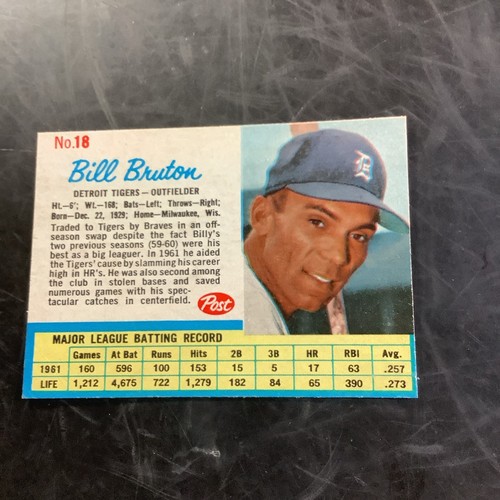 No.18
Bill Bruton
DETROIT TIGERS — OUTFIELDER
Ht.—6'; Wt.—168; Bats—Left; Throws—Right;
Born—Dec. 22, 1929; Home—Milwaukee, Wis.
Traded to Tigers by Braves in an off-
season swap despite the fact Billy's
two previous seasons (59-60) were his
best as a big leaguer. In 1961 he aided
the Tigers' cause by slamming his career
high in HR's. He was also second among
the club in stolen bases and saved
numerous games with his spec-
tacular catches in centerfield.
Post
D
MAJOR LEAGUE BATTING RECORD
Games At Bat Runs Hits 2B 3B HR RBI Avg.
1961 160 596 100 153 15 5 17 63 .257
LIFE 1,212 4,675 722 1,279 182 84 65 390 .273